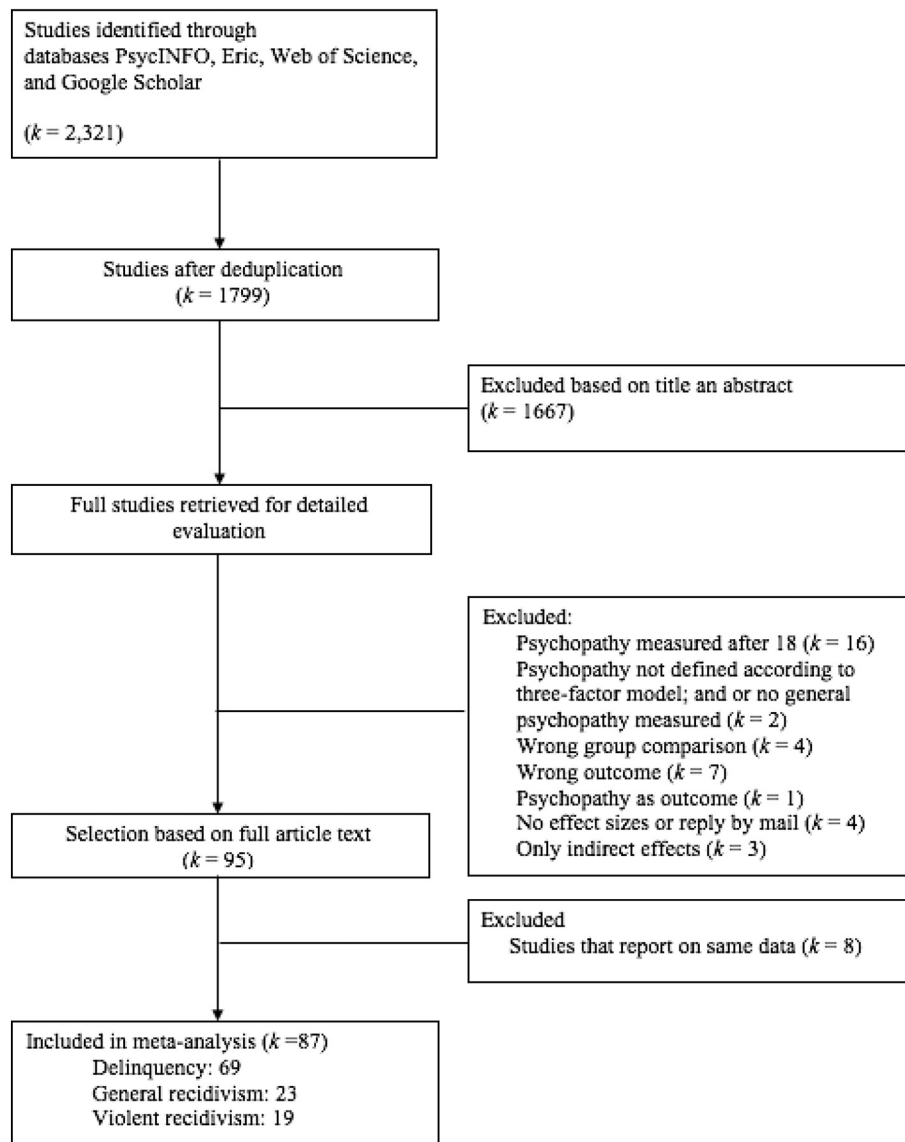 Studies identified through
databases PsycINFO, Eric, Web of Science,
and Google Scholar
(k = 2,321)
Studies after deduplication
(k = 1799)
Excluded based on title an abstract
(k = 1667)
Full studies retrieved for detailed
evaluation
Excluded:
Psychopathy measured after 18 (k = 16)
Psychopathy not defined according to
three-factor model; and or no general
psychopathy measured (k = 2)
Wrong group comparison (k = 4)
Wrong outcome (k = 7)
Psychopathy as outcome (k = 1)
No effect sizes or reply by mail (k = 4)
Only indirect effects (k = 3)
Selection based on full article text
(k = 95)
Excluded
Studies that report on same data (k = 8)
Included in meta-analysis (k =87)
Delinquency: 69
General recidivism: 23
Violent recidivism: 19